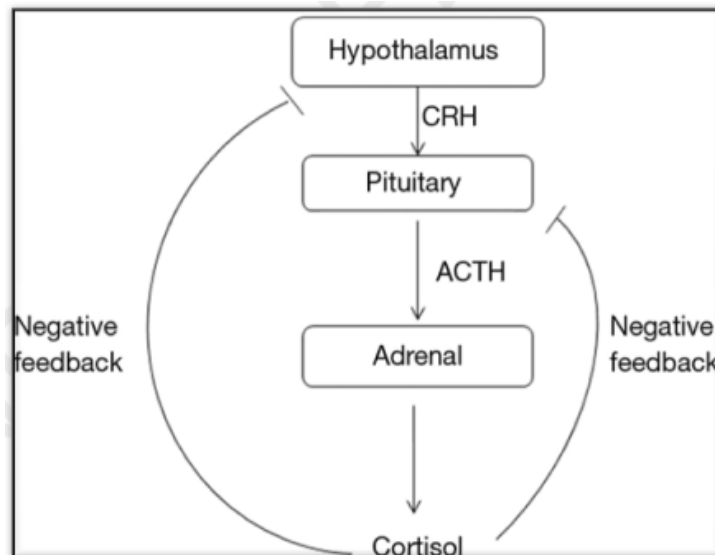 Hypothalamus
CRH
Pituitary
ACTH
Negative
feedback
Adrenal
Negative
feedback
Cortisol